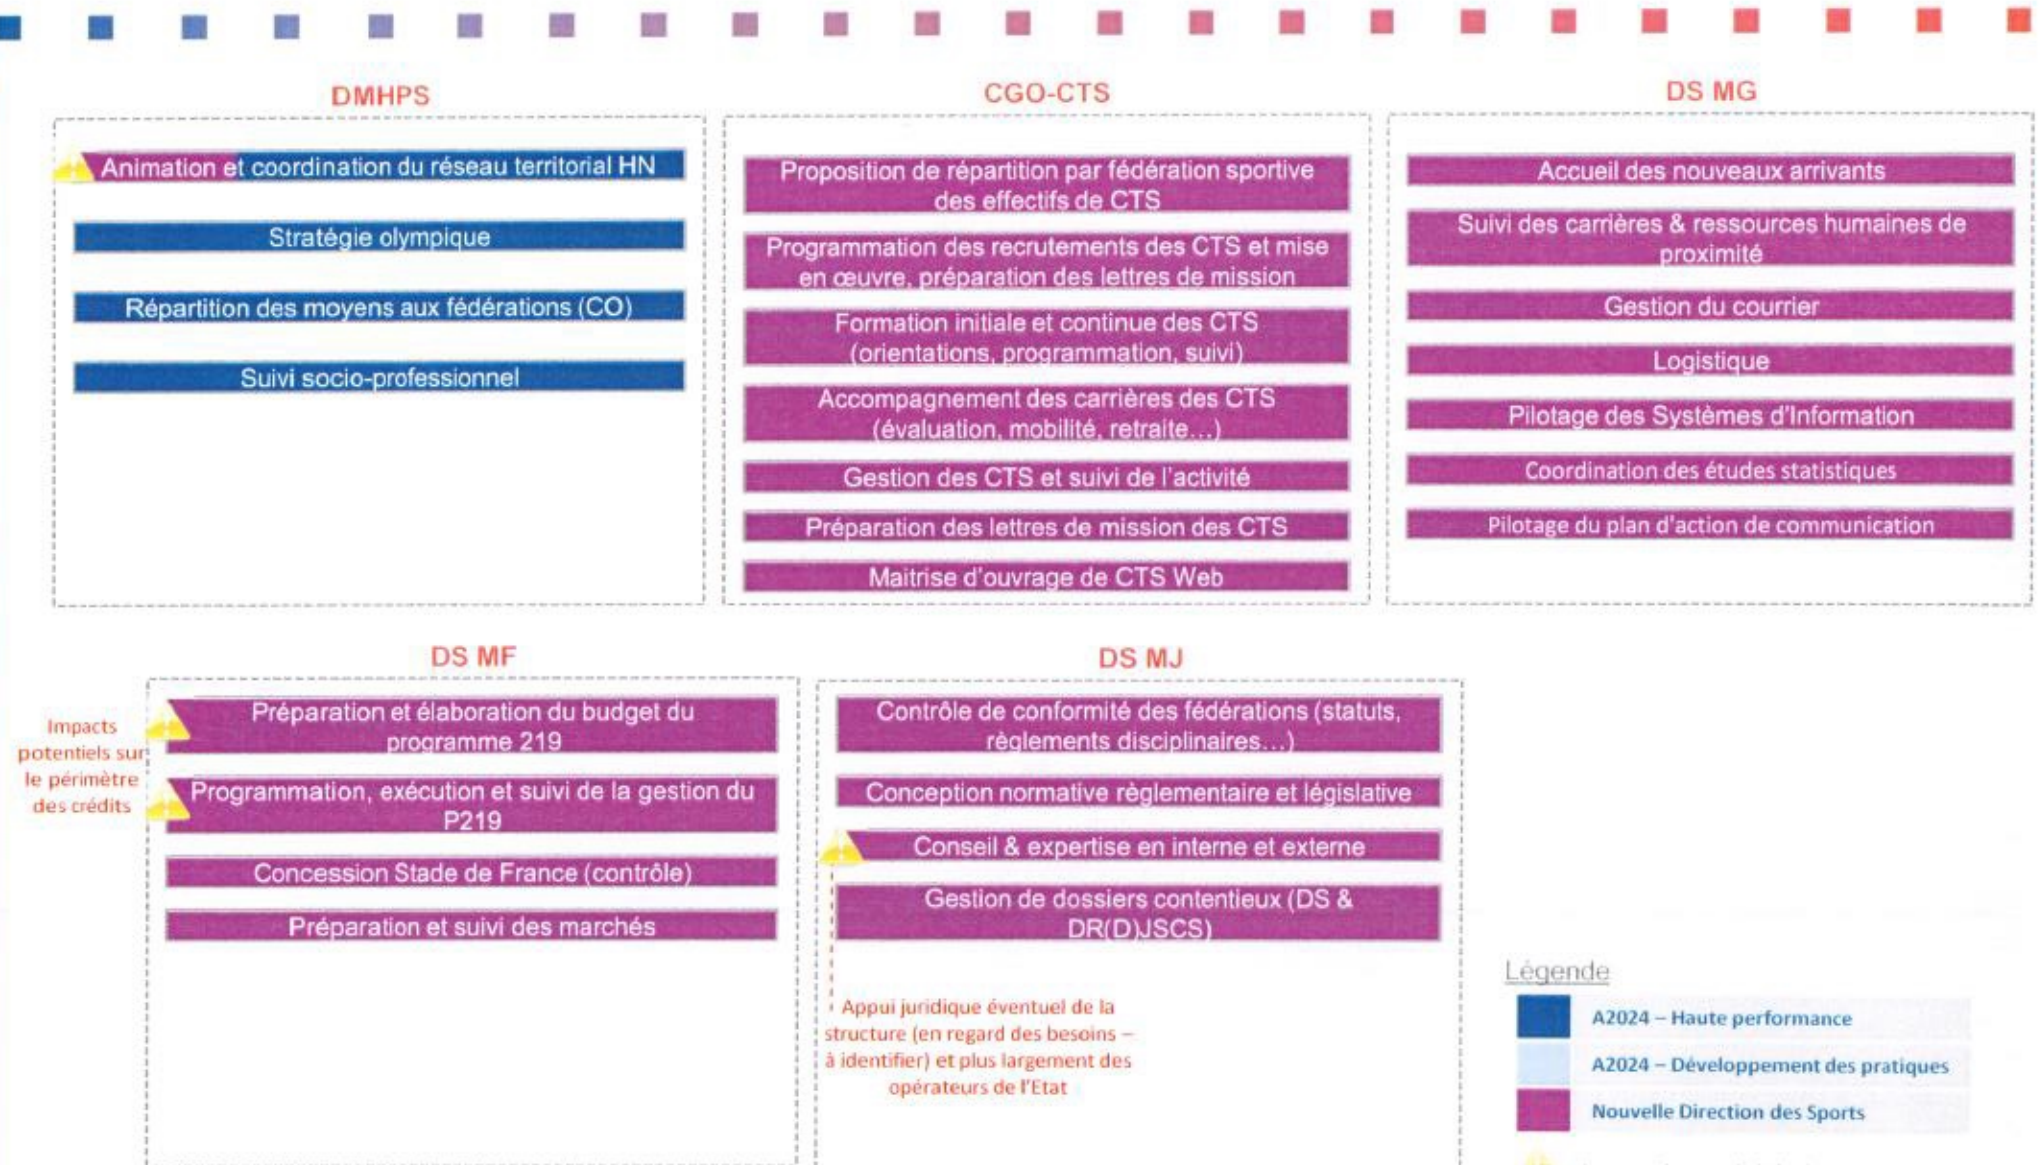 DMHPS
Animation et coordination du réseau territorial HN
Stratégie olympique
Répartition des moyens aux fédérations (CO)
Suivi socio-professionnel
CGO-CTS
Proposition de répartition par fédération sportive
des effectifs de CTS
Programmation des recrutements des CTS et mise
en œuvre, préparation des lettres de mission
Formation initiale et continue des CTS
(orientations, programmation, suivi)
Accompagnement des carrières des CTS
(évaluation, mobilité, retraite…)
Gestion des CTS et suivi de l'activité
Préparation des lettres de mission des CTS
Maitrise d'ouvrage de CTS Web
DS MG
Accueil des nouveaux arrivants
Suivi des carrières & ressources humaines de
proximité
Gestion du courrier
Logistique
Pilotage des Systèmes d'Information
Coordination des études statistiques
Pilotage du plan d'action de communication
DS MF
Impacts
potentiels sur
le périmètre
des crédits
Préparation et élaboration du budget du
programme 219
Programmation, exécution et suivi de la gestion du
P219
Concession Stade de France (contrôle)
Préparation et suivi des marchés
DS MJ
Contrôle de conformité des fédérations (statuts,
règlements disciplinaires…)
Conception normative règlementaire et législative
Conseil & expertise en interne et externe
Gestion de dossiers contentieux (DS &
DR(D)JSCS)
Appui juridique éventuel de la
structure (en regard des besoins –
à identifier) et plus largement des
opérateurs de l'Etat
Légende
A2024 – Haute performance
A2024 – Développement des pratiques
Nouvelle Direction des Sports